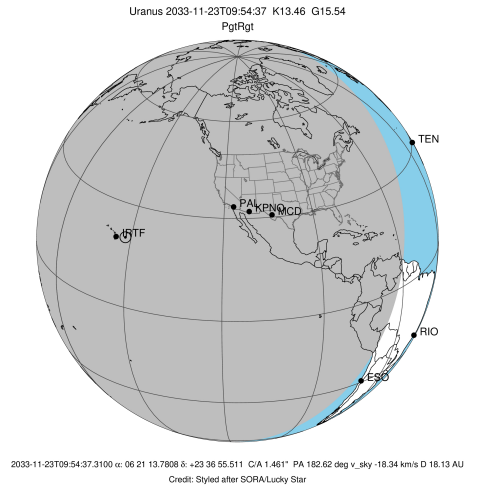 Uranus 2033-11-23T09:54:37 K13.46 G15.54
PgtRgt
TEN
PAL
KPNO
MCD
IRTF
RIO
ESO
2033-11-23T09:54:37.3100 α: 06 21 13.7808 δ: +23 36 55.511 C/A 1.461" PA 182.62 deg v_sky -18.34 km/s D 18.13 AU
Credit: Styled after SORA/Lucky Star